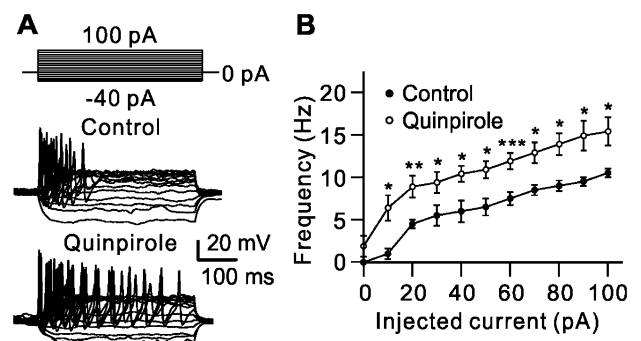 A
100 pA
0 pA
-40 pA
Control
Quinpirole
20 mV
100 ms
B
Frequency (Hz)
20
15
10
5
0
Control
Quinpirole
* ** * * * *** * * * *
0 20 40 60 80 100
Injected current (pA)